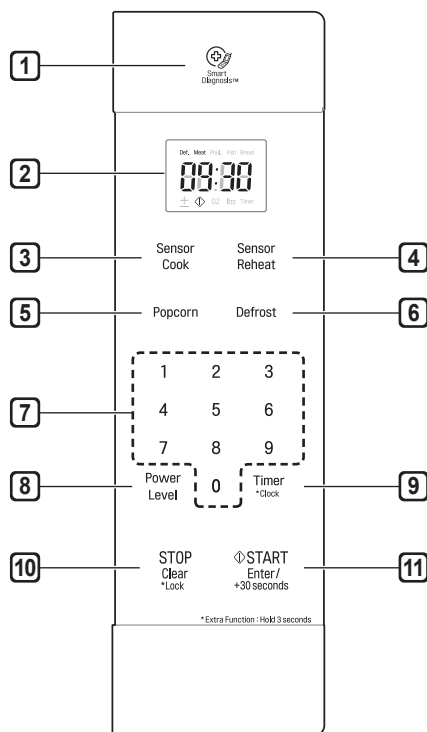 1
Smart
Diagnosis™
2
Def. Meat Poul. Fish Bread
09:30
± OZ lbs Timer
3
Sensor
Cook
Sensor
Reheat
4
5
Popcorn
Defrost
6
7
1 2 3
4 5 6
7 8 9
8
Power
Level
0
Timer
*Clock
9
10
STOP
Clear
*Lock
START
Enter/
+30 seconds
11
*Extra Function : Hold 3 seconds